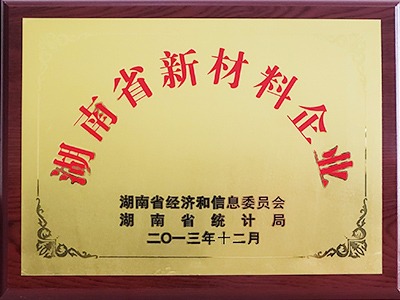 湖南省新材料企业
湖南省经济和信息委员会
湖南省统计局
二〇一三年十二月